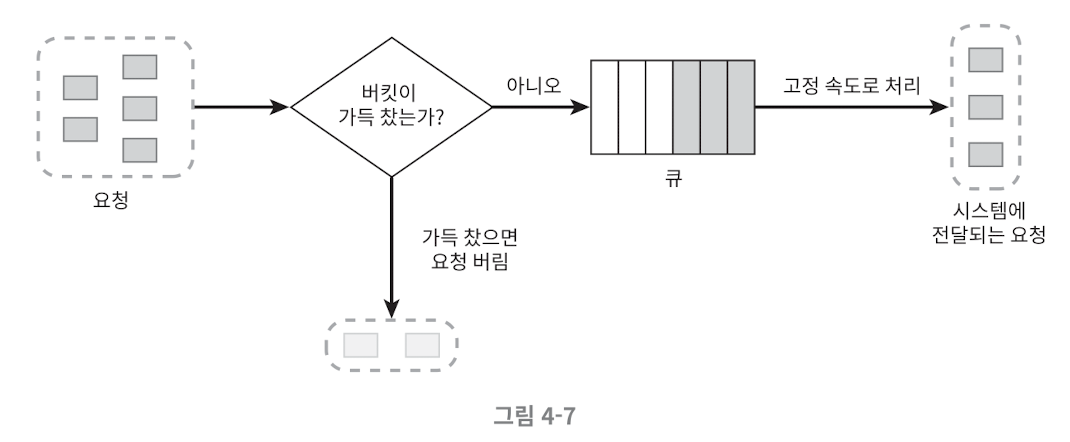 요청
버킷이
가득 찼는가?
아니오
큐
고정 속도로 처리
시스템에
전달되는 요청
가득 찼으면
요청 버림
그림 4-7